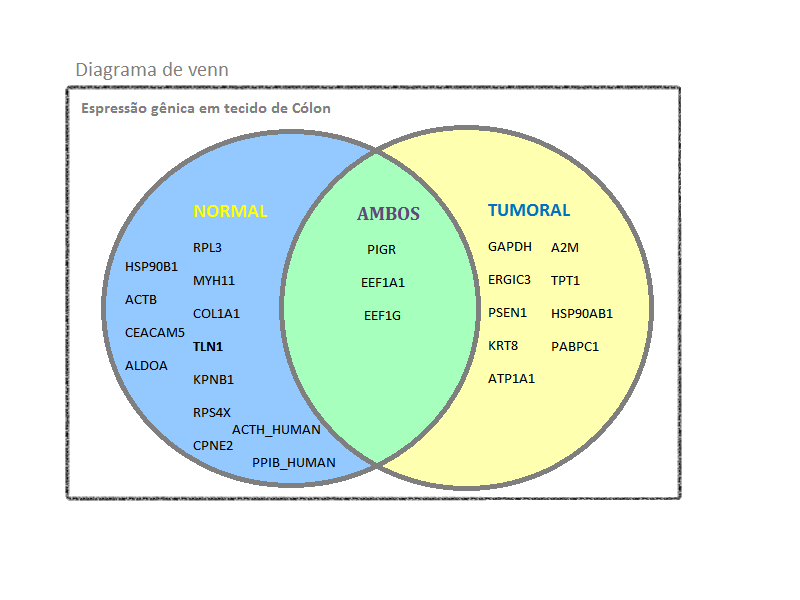 Diagrama de venn
Espressão gênica em tecido de Cólon
NORMAL
RPL3
HSP90B1
MYH11
ACTB
COL1A1
CEACAM5
TLN1
ALDOA
KPNB1
RPS4X
ACTH_HUMAN
CPNE2
PPIB_HUMAN
AMBOS
PIGR
EEF1A1
EEF1G
TUMORAL
GAPDH A2M
ERGIC3 TPT1
PSEN1 HSP90AB1
KRT8 PABPC1
ATP1A1